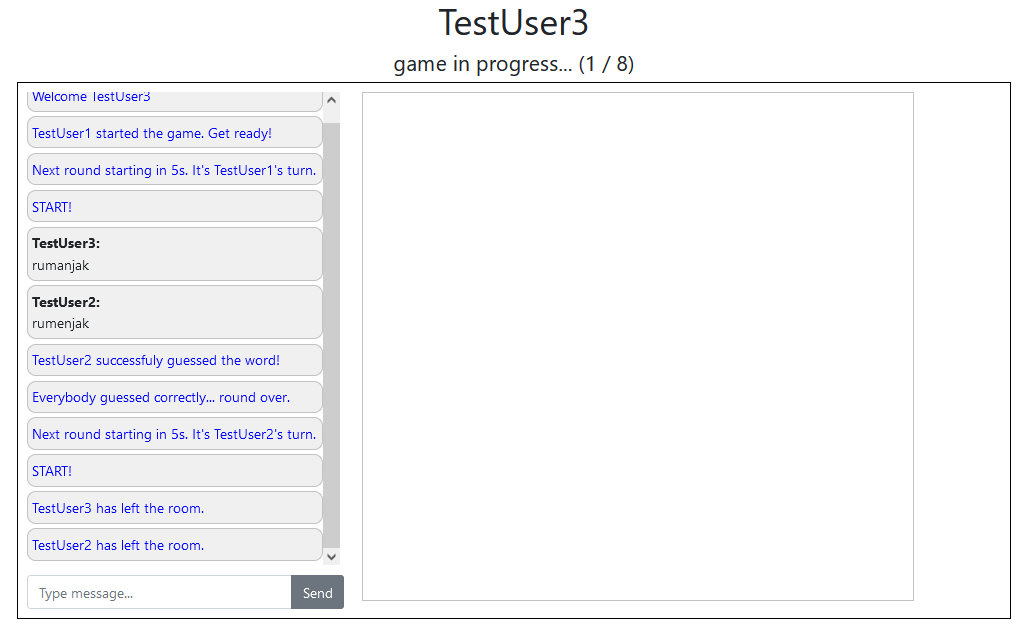 TestUser3
game in progress... (1 / 8)
Welcome TestUser3
TestUser1 started the game. Get ready!
Next round starting in 5s. It's TestUser1's turn.
START!
TestUser3:
rumanjak
TestUser2:
rumenjak
TestUser2 successfuly guessed the word!
Everybody guessed correctly... round over.
Next round starting in 5s. It's TestUser2's turn.
START!
TestUser3 has left the room.
TestUser2 has left the room.
Type message...
Send